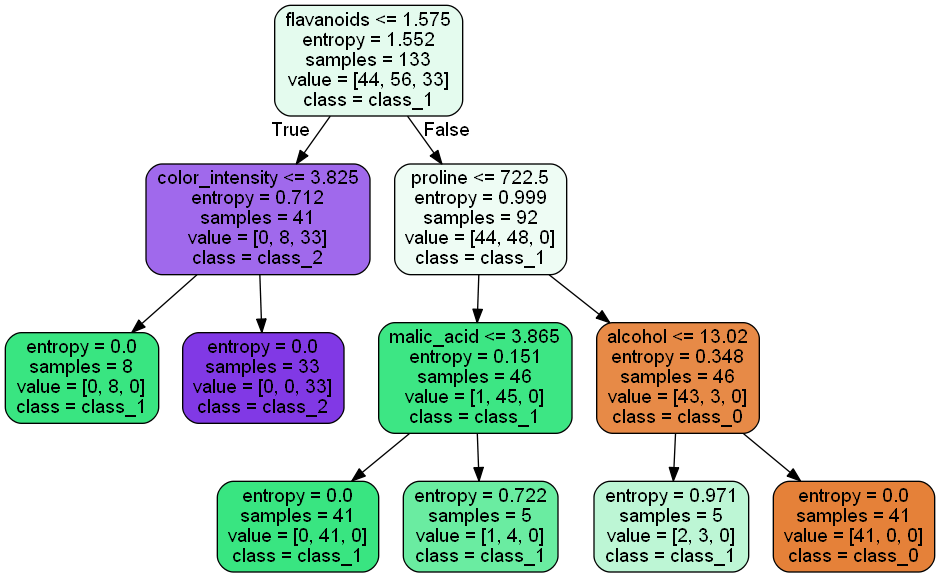 flavanoids <= 1.575
entropy = 1.552
samples = 133
value = [44, 56, 33]
class = class_1
True
False
color_intensity <= 3.825
entropy = 0.712
samples = 41
value = [0, 8, 33]
class = class_2
proline <= 722.5
entropy = 0.999
samples = 92
value = [44, 48, 0]
class = class_1
entropy = 0.0
samples = 8
value = [0, 8, 0]
class = class_1
entropy = 0.0
samples = 33
value = [0, 0, 33]
class = class_2
malic_acid <= 3.865
entropy = 0.151
samples = 46
value = [1, 45, 0]
class = class_1
alcohol <= 13.02
entropy = 0.348
samples = 46
value = [43, 3, 0]
class = class_0
entropy = 0.0
samples = 41
value = [0, 41, 0]
class = class_1
entropy = 0.722
samples = 5
value = [1, 4, 0]
class = class_1
entropy = 0.971
samples = 5
value = [2, 3, 0]
class = class_1
entropy = 0.0
samples = 41
value = [41, 0, 0]
class = class_0